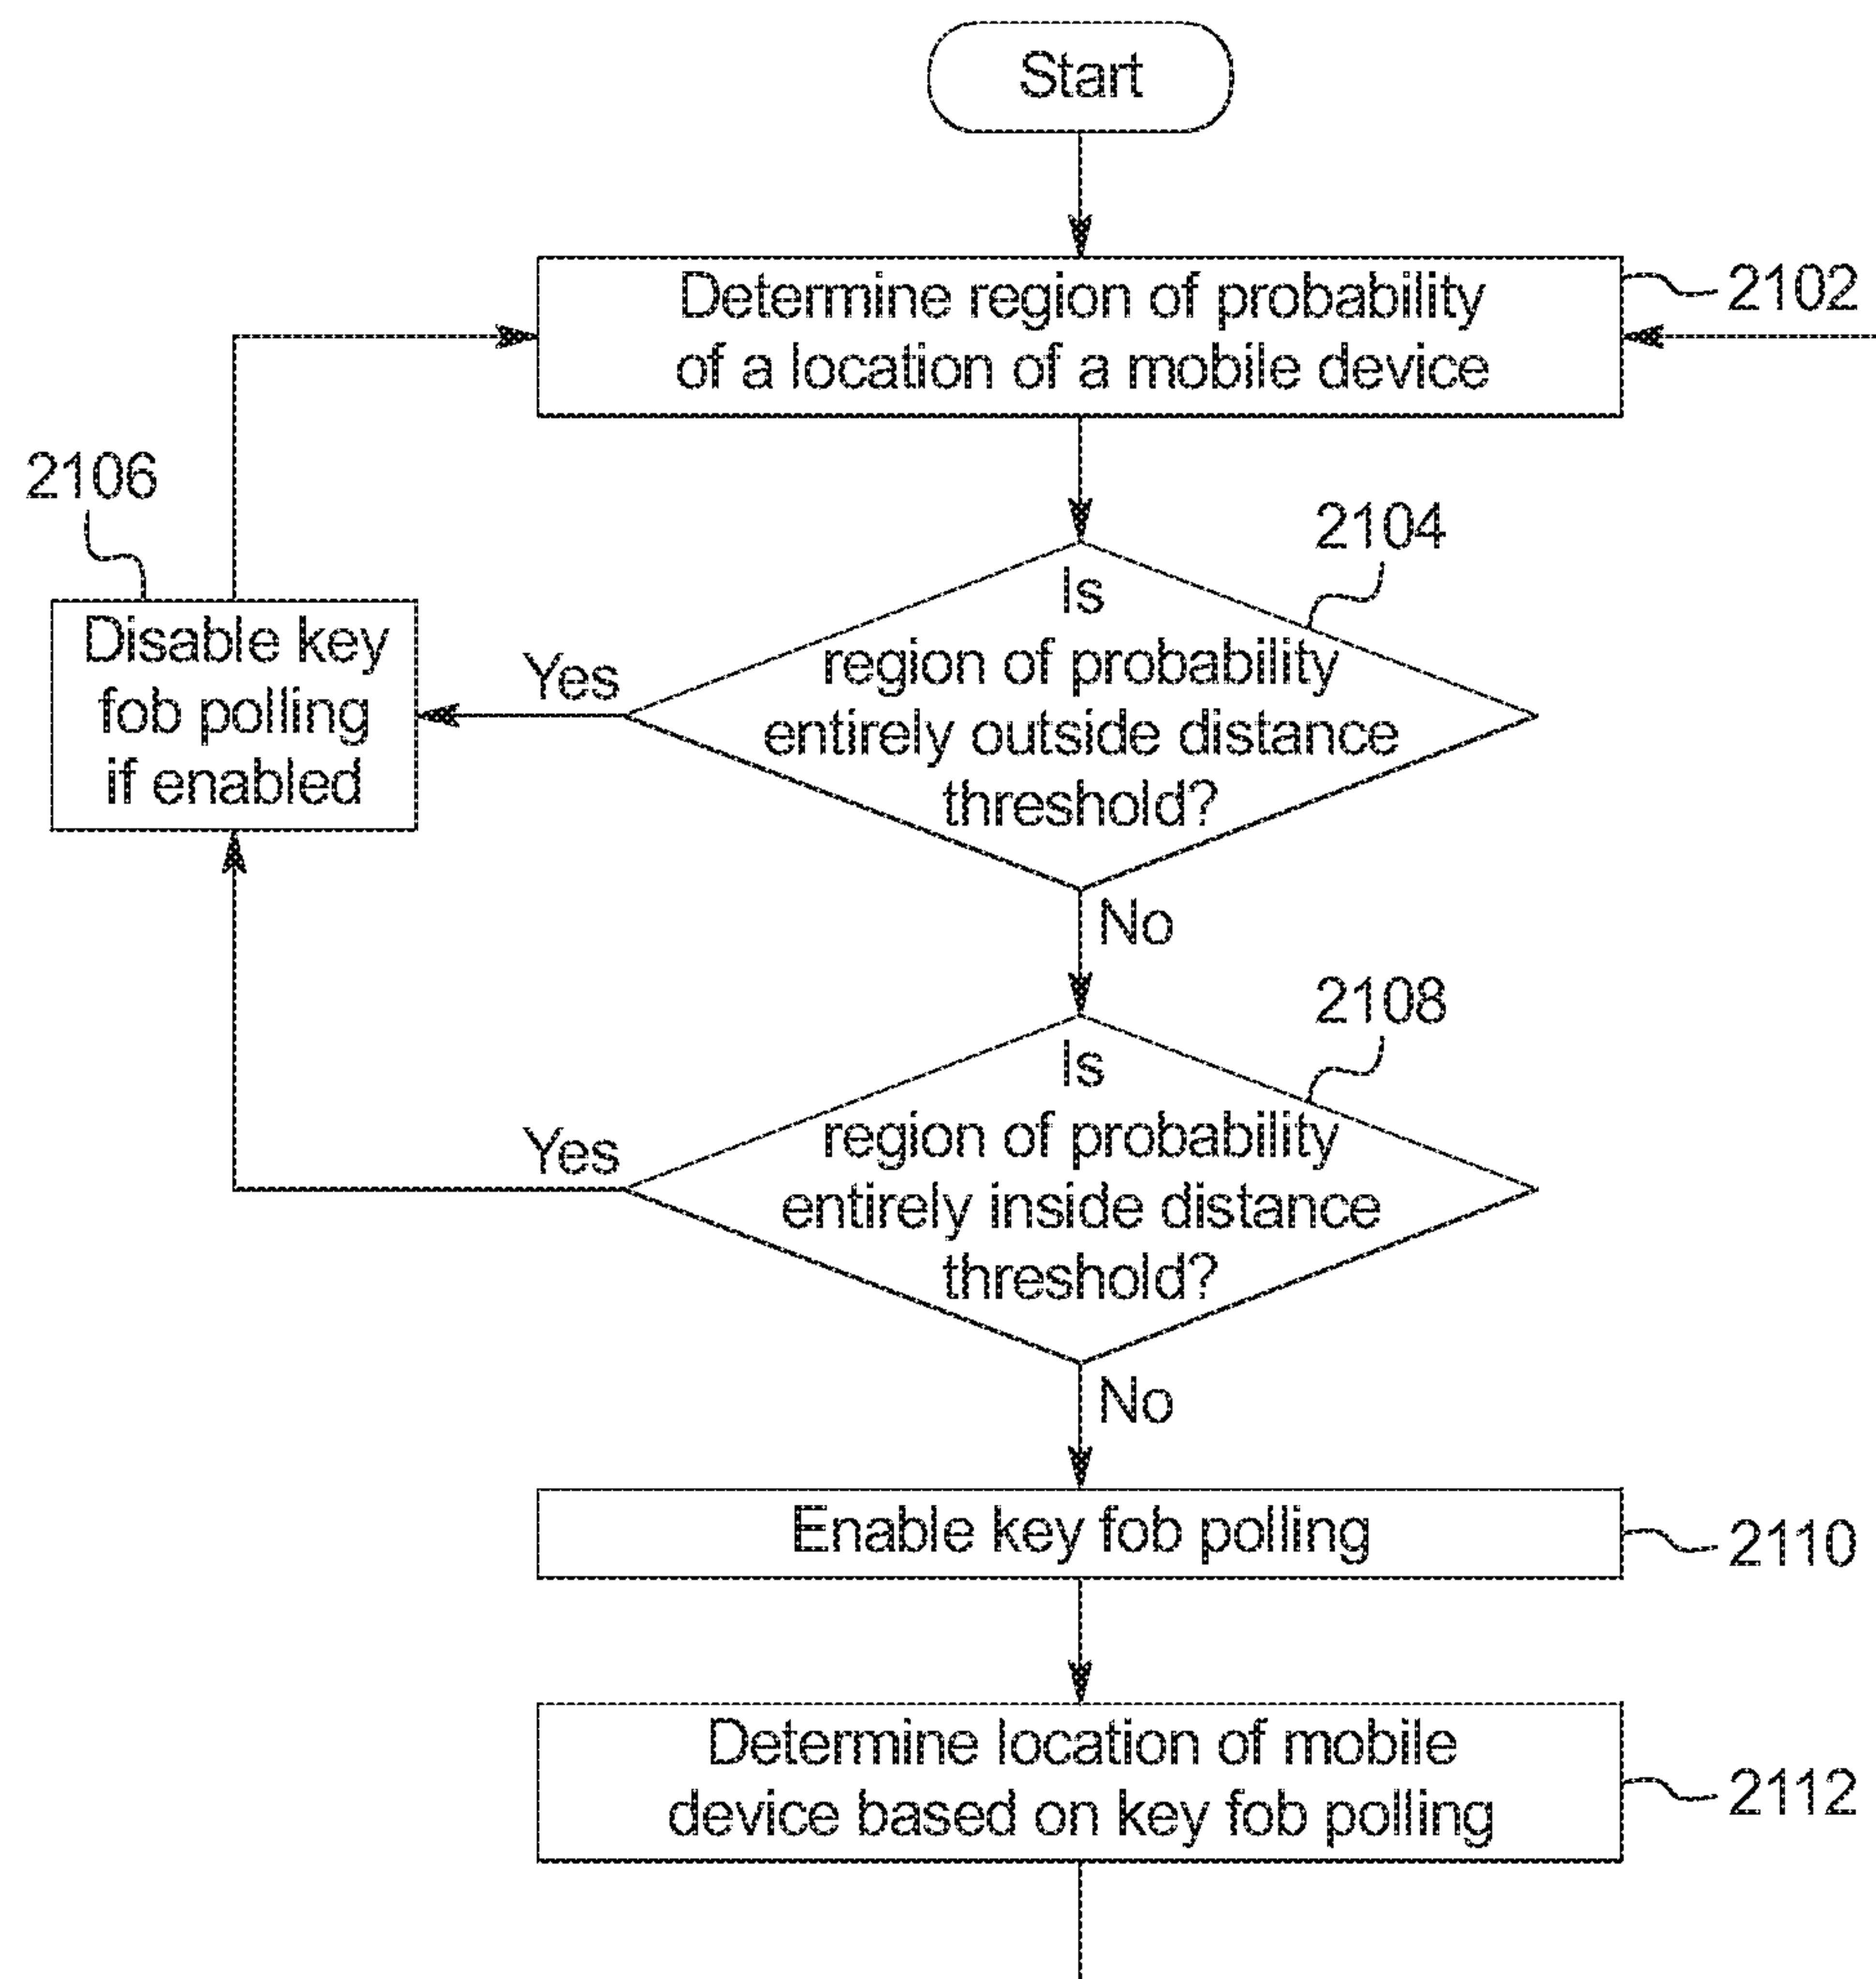 Start
Determine region of probability
of a location of a mobile device
2102
2106
2104
Disable key
fob polling
if enabled
Yes
Is
region of probability
entirely outside distance
threshold?
No
2108
Yes
Is
region of probability
entirely inside distance
threshold?
No
Enable key fob polling
2110
Determine location of mobile
device based on key fob polling
2112